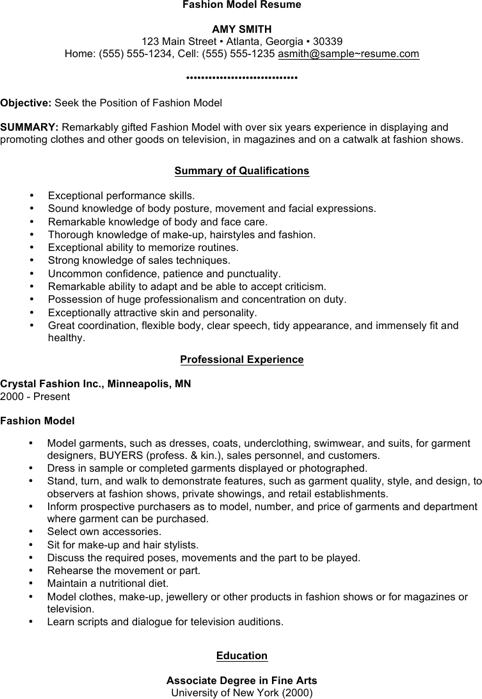 Fashion Model Resume
AMY SMITH
123 Main Street • Atlanta, Georgia • 30339
Home: (555) 555-1234, Cell: (555) 555-1235 asmith@sample~resume.com
••••••••••••••••••••••••••••••
Objective: Seek the Position of Fashion Model
SUMMARY: Remarkably gifted Fashion Model with over six years experience in displaying and
promoting clothes and other goods on television, in magazines and on a catwalk at fashion shows.
Summary of Qualifications
• Exceptional performance skills.
• Sound knowledge of body posture, movement and facial expressions.
• Remarkable knowledge of body and face care.
• Thorough knowledge of make-up, hairstyles and fashion.
• Exceptional ability to memorize routines.
• Strong knowledge of sales techniques.
• Uncommon confidence, patience and punctuality.
• Remarkable ability to adapt and be able to accept criticism.
• Possession of huge professionalism and concentration on duty.
• Exceptionally attractive skin and personality.
• Great coordination, flexible body, clear speech, tidy appearance, and immensely fit and
healthy.
Professional Experience
Crystal Fashion Inc., Minneapolis, MN
2000 - Present
Fashion Model
• Model garments, such as dresses, coats, underclothing, swimwear, and suits, for garment
designers, BUYERS (profess. & kin.), sales personnel, and customers.
• Dress in sample or completed garments displayed or photographed.
• Stand, turn, and walk to demonstrate features, such as garment quality, style, and design, to
observers at fashion shows, private showings, and retail establishments.
• Inform prospective purchasers as to model, number, and price of garments and department
where garment can be purchased.
• Select own accessories.
• Sit for make-up and hair stylists.
• Discuss the required poses, movements and the part to be played.
• Rehearse the movement or part.
• Maintain a nutritional diet.
• Model clothes, make-up, jewellery or other products in fashion shows or for magazines or
television.
• Learn scripts and dialogue for television auditions.
Education
Associate Degree in Fine Arts
University of New York (2000)